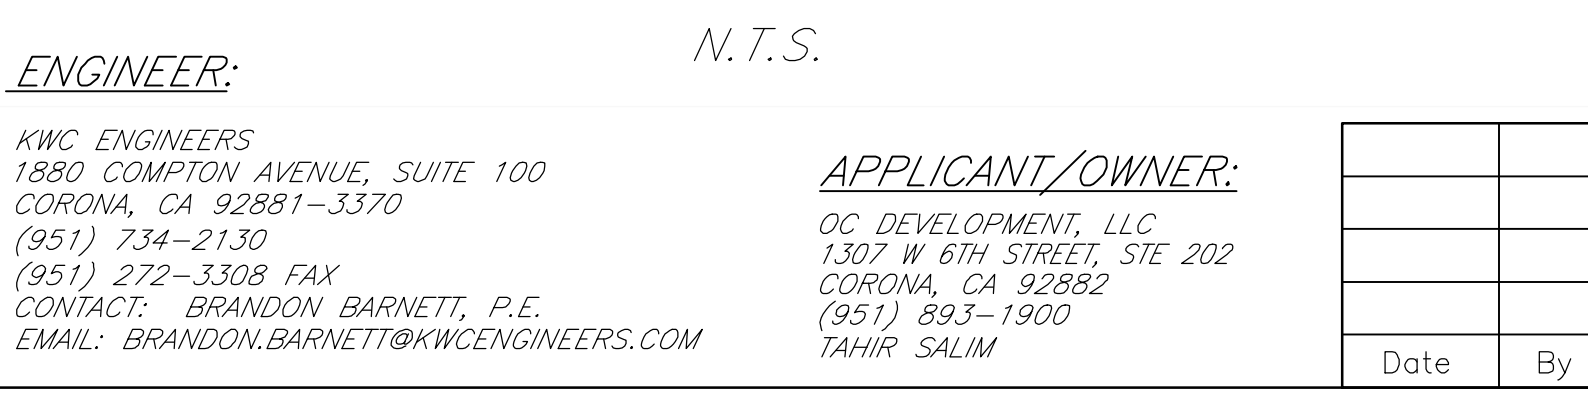 N.T.S.
ENGINEER:
KWC ENGINEERS
1880 COMPTON AVENUE, SUITE 100
CORONA, CA 92881-3370
(951) 734-2130
(951) 272-3308 FAX
CONTACT: BRANDON BARNETT, P.E.
EMAIL: BRANDON.BARNETT@KWCENGINEERS.COM
APPLICANT/OWNER:
OC DEVELOPMENT, LLC
1307 W 6TH STREET, STE 202
CORONA, CA 92882
(951) 893-1900
TAHIR SALIM
Date By